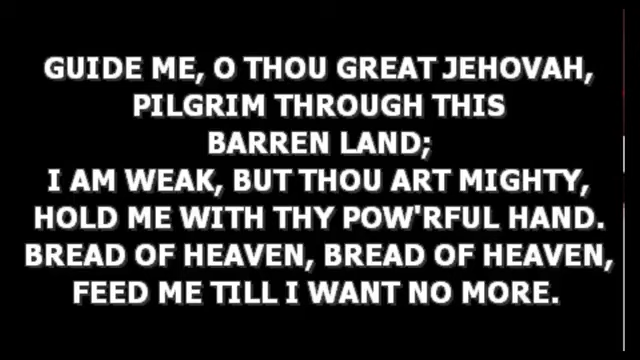 GUIDE ME, O THOU GREAT JEHOVAH,
PILGRIM THROUGH THIS
BARREN LAND;
I AM WEAK, BUT THOU ART MIGHTY,
HOLD ME WITH THY POW'RFUL HAND.
BREAD OF HEAVEN, BREAD OF HEAVEN,
FEED ME TILL I WANT NO MORE.